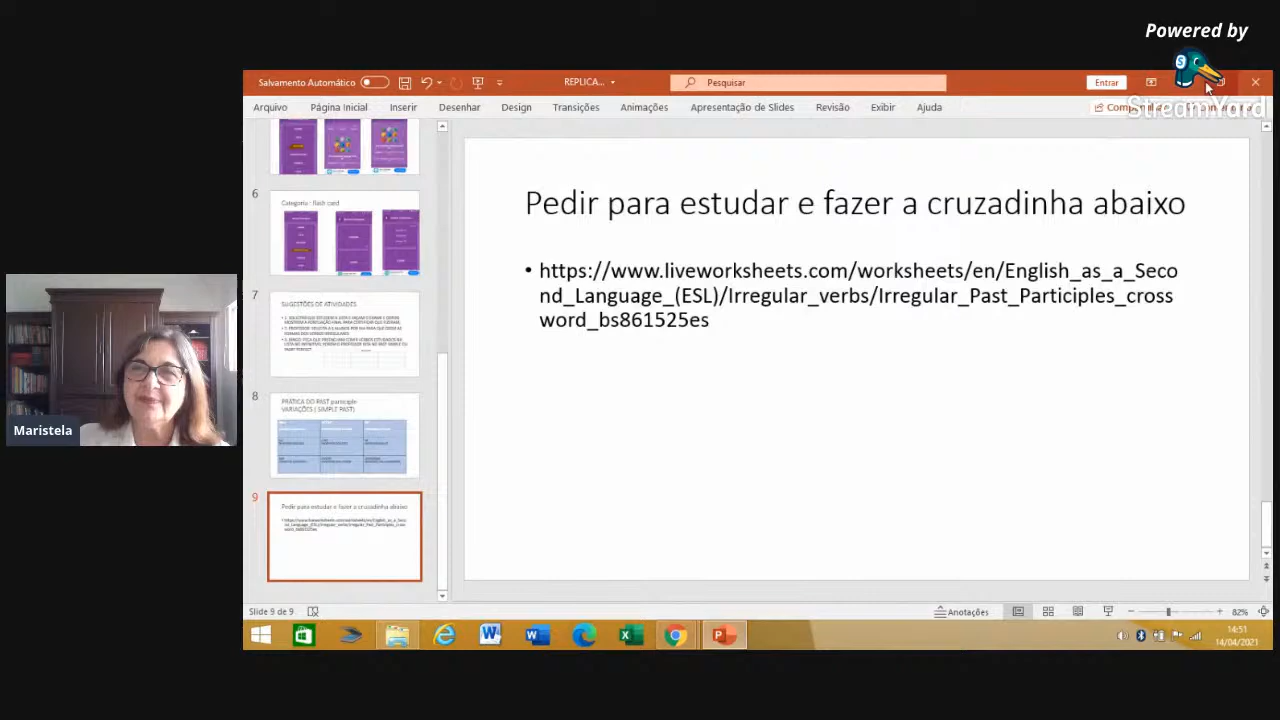 Powered by
StreamYard
Salvamento Automático
REPLICA...
Pesquisar
Entrar
Arquivo
Página Inicial
Inserir
Desenhar
Design
Transições
Animações
Apresentação de Slides
Revisão
Exibir
Ajuda
6
Categoria : flash card
7
SUGESTÕES DE ATIVIDADES
8
PRÁTICA DO PAST participle
VARIAÇÕES ( SIMPLE PAST)
9
Pedir para estudar e fazer a cruzadinha abaixo
Pedir para estudar e fazer a cruzadinha abaixo
• https://www.liveworksheets.com/worksheets/en/English_as_a_Seco
nd_Language_(ESL)/Irregular_verbs/Irregular_Past_Participles_cross
word_bs861525es
Maristela
Slide 9 de 9
Anotações
82%
14:51
14/04/2021